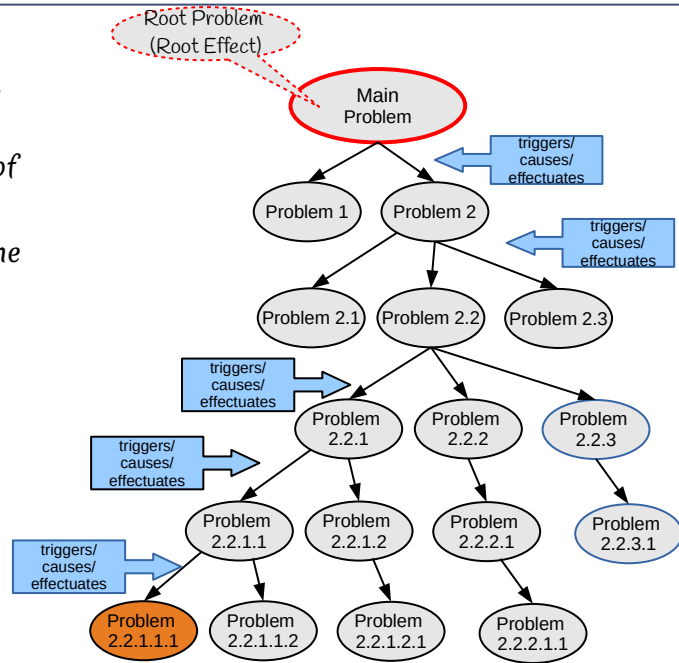 Root Problem
(Root Effect)
Main
Problem
of
triggers/
causes/
effectuates
Problem 1
Problem 2
ne
triggers/
causes/
effectuates
Problem 2.1
Problem 2.2
Problem 2.3
triggers/
causes/
effectuates
Problem
2.2.1
Problem
2.2.2
Problem
2.2.3
triggers/
causes/
effectuates
Problem
2.2.1.1
Problem
2.2.1.2
Problem
2.2.2.1
Problem
2.2.3.1
triggers/
causes/
effectuates
Problem
2.2.1.1.1
Problem
2.2.1.1.2
Problem
2.2.1.2.1
Problem
2.2.2.1.1